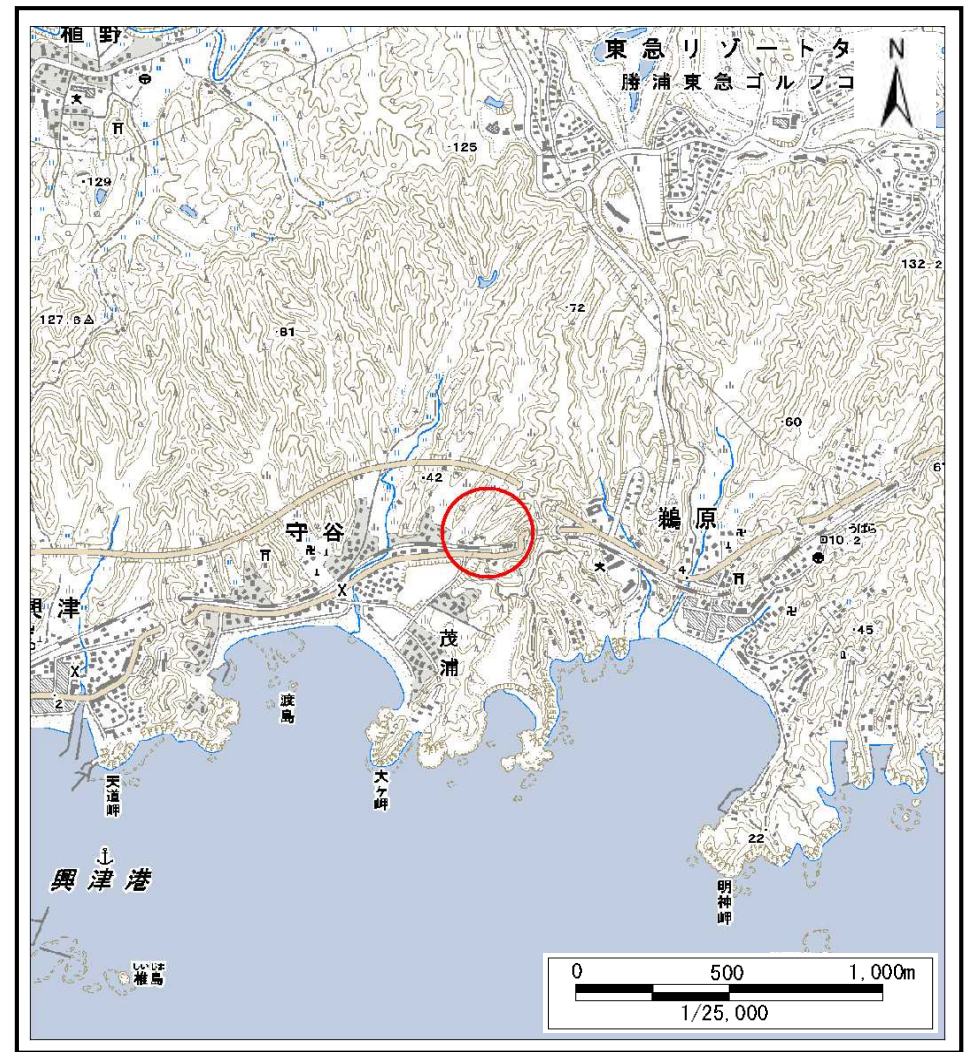 植野
東急リゾートタ
勝浦東急ゴルフコ
N
125
129
132.2
72
127.6
81
60
42
守谷
鵜原
うばら
10.2
4
興津
茂浦
45
2
渡島
天道岬
大ケ岬
22
明神岬
興津港
しいじま
椎島
0 500 1,000m
1/25,000